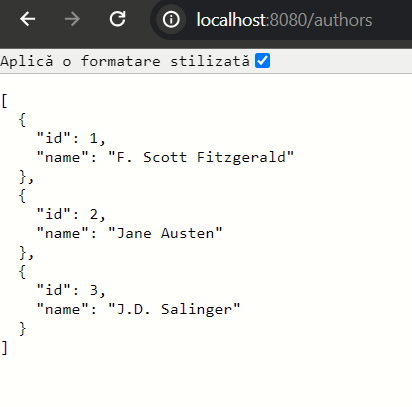 localhost:8080/authors
Aplică o formatare stilizată
[
  {
    "id": 1,
    "name": "F. Scott Fitzgerald"
  },
  {
    "id": 2,
    "name": "Jane Austen"
  },
  {
    "id": 3,
    "name": "J.D. Salinger"
  }
]